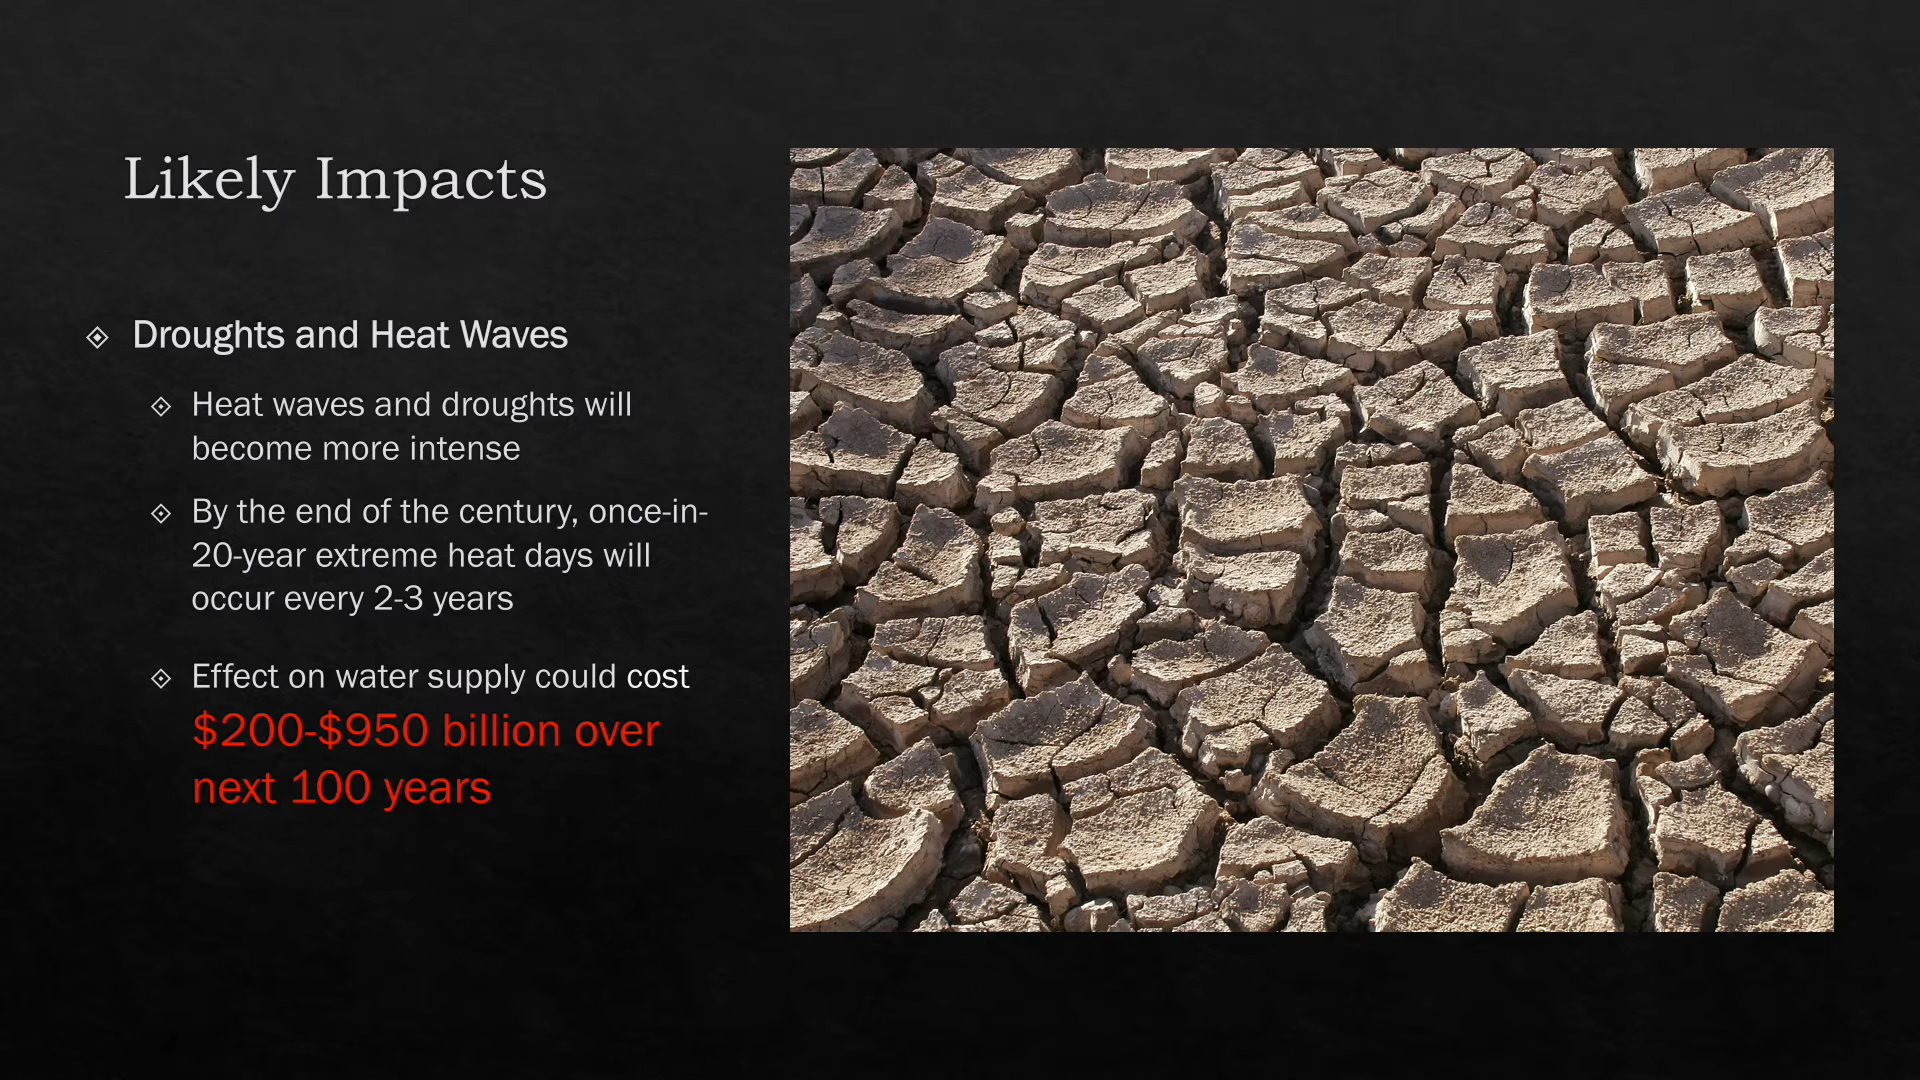 Likely Impacts
Droughts and Heat Waves
Heat waves and droughts will
become more intense
By the end of the century, once-in-
20-year extreme heat days will
occur every 2-3 years
Effect on water supply could cost
$200-$950 billion over
next 100 years